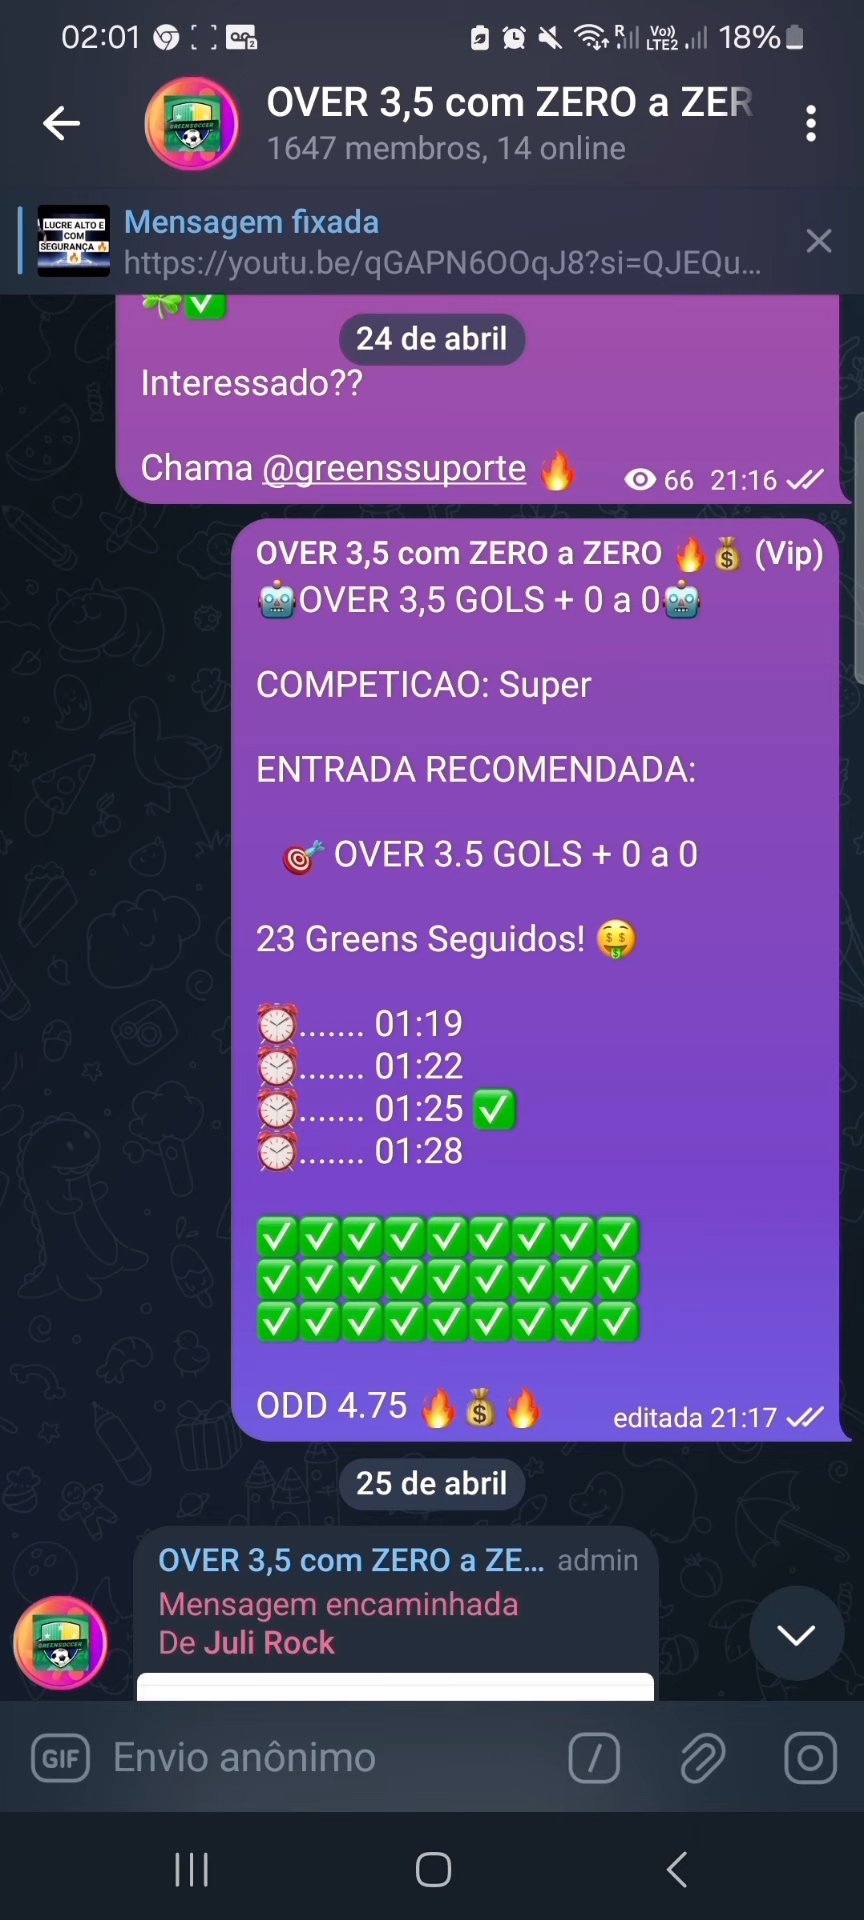 02:01
R
Vo))
LTE2
18%
OVER 3,5 com ZERO a ZER
1647 membros, 14 online
LUCRE ALTO E
COM
SEGURANÇA 🔥
🔥
Mensagem fixada
https://youtu.be/qGAPN6OOqJ8?si=QJEQu...
☘️✅
24 de abril
Interessado??
Chama @greenssuporte 🔥
66 21:16
OVER 3,5 com ZERO a ZERO 🔥💰 (Vip)
🤖OVER 3,5 GOLS + 0 a 0🤖
COMPETICAO: Super
ENTRADA RECOMENDADA:
🎯 OVER 3.5 GOLS + 0 a 0
23 Greens Seguidos! 🤑
⏰....... 01:19
⏰....... 01:22
⏰....... 01:25 ✅
⏰....... 01:28
✅✅✅✅✅✅✅✅✅
✅✅✅✅✅✅✅✅✅
✅✅✅✅✅✅✅✅✅
ODD 4.75 🔥💰🔥
editada 21:17
25 de abril
OVER 3,5 com ZERO a ZE... admin
Mensagem encaminhada
De Juli Rock
GREENSOCCER
GIF Envio anônimo